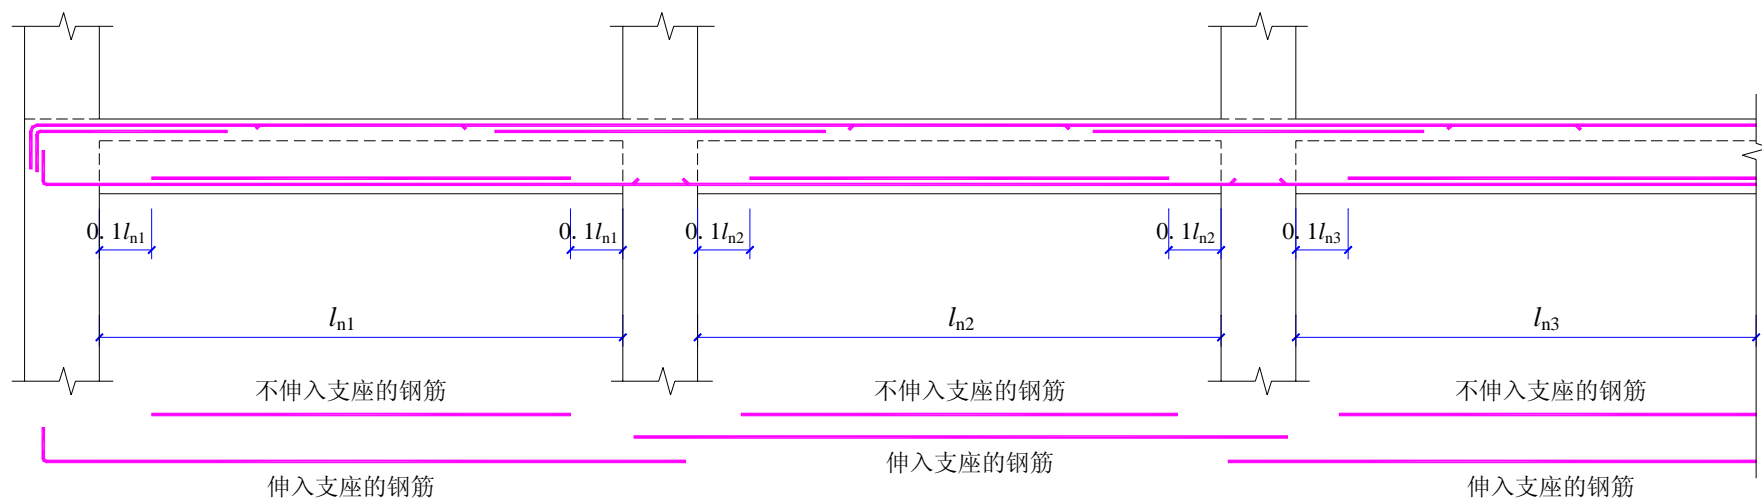 0.1ln1 0.1ln1 0.1ln2 0.1ln2 0.1ln3
ln1 ln2 ln3
不伸入支座的钢筋 不伸入支座的钢筋 不伸入支座的钢筋
伸入支座的钢筋
伸入支座的钢筋 伸入支座的钢筋